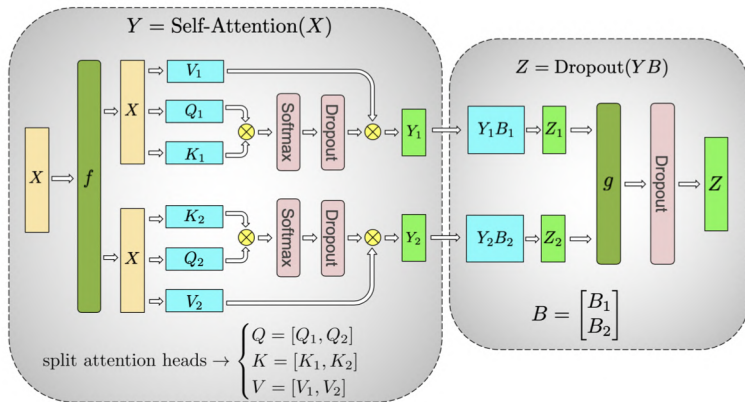 Y = Self-Attention(X)
Z = Dropout(YB)
X
f
X
V₁
Q₁
K₁
Softmax
Dropout
Y₁
Y₁B₁
Z₁
X
K₂
Q₂
V₂
Softmax
Dropout
Y₂
Y₂B₂
Z₂
g
Dropout
Z
split attention heads → { Q = [Q₁, Q₂]
K = [K₁, K₂]
V = [V₁, V₂]
B = [B₁
B₂]